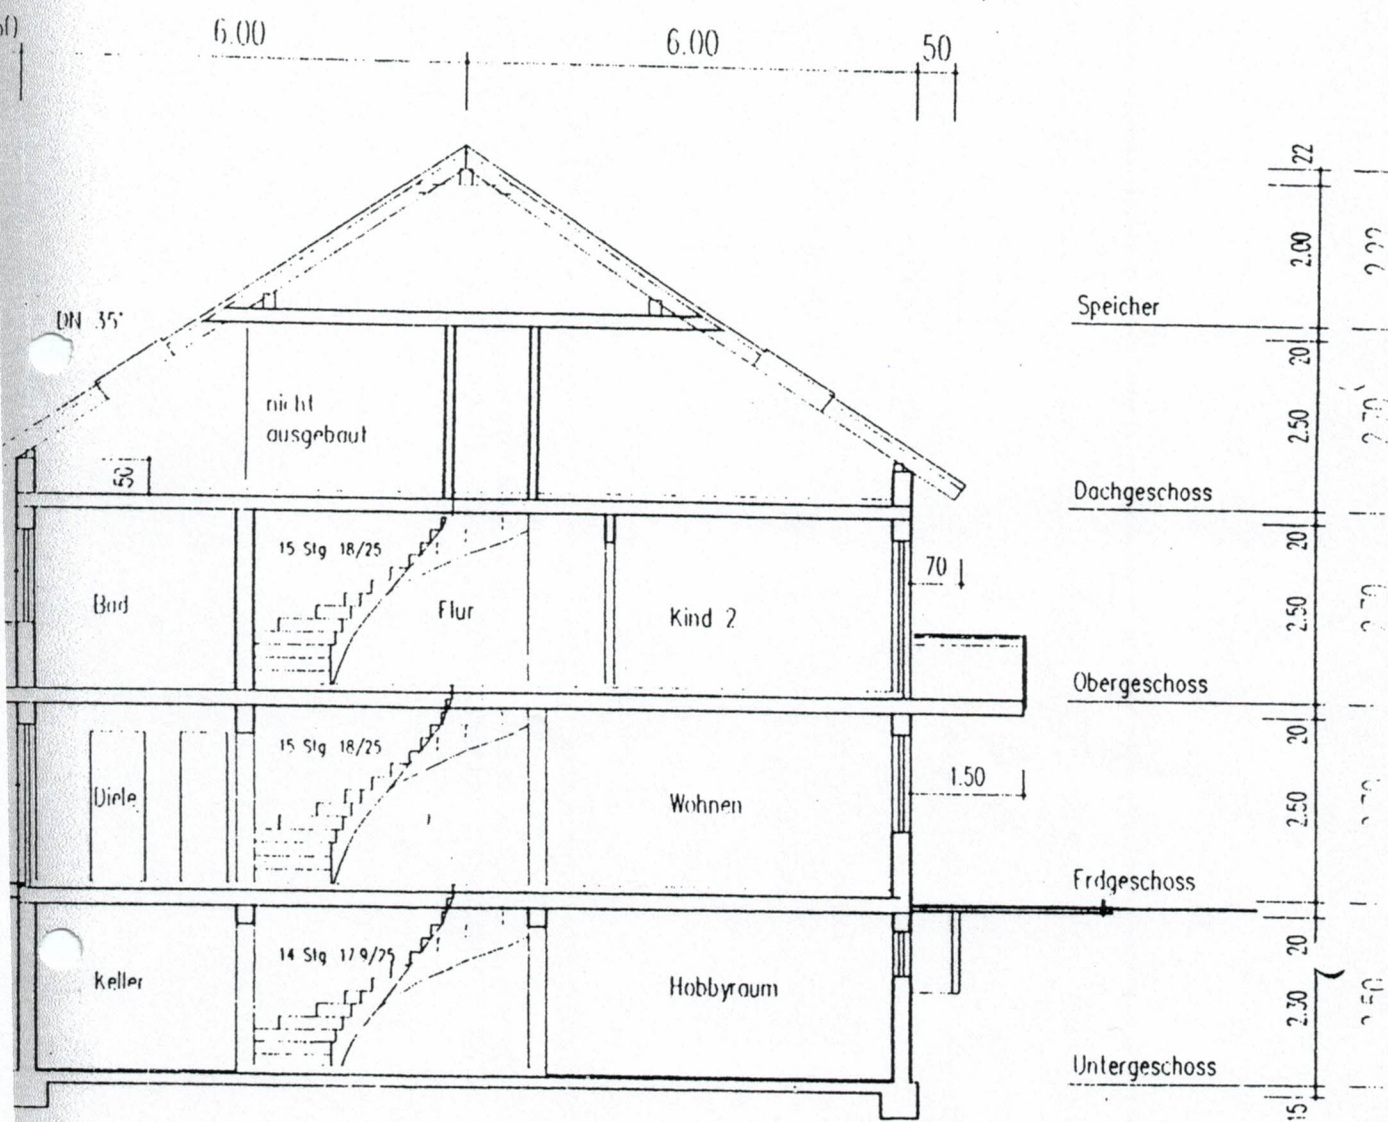 6.00
6.00
50
22
2.00
Speicher
DN 35°
20
nicht
ausgebaut
2.50
50
Dachgeschoss
20
15 Stg 18/25
70
Bad
Flur
Kind 2
2.50
Obergeschoss
20
15 Stg 18/25
1.50
Diele
Wohnen
2.50
Erdgeschoss
20
14 Stg 17.9/25
Keller
Hobbyraum
2.30
Untergeschoss
15